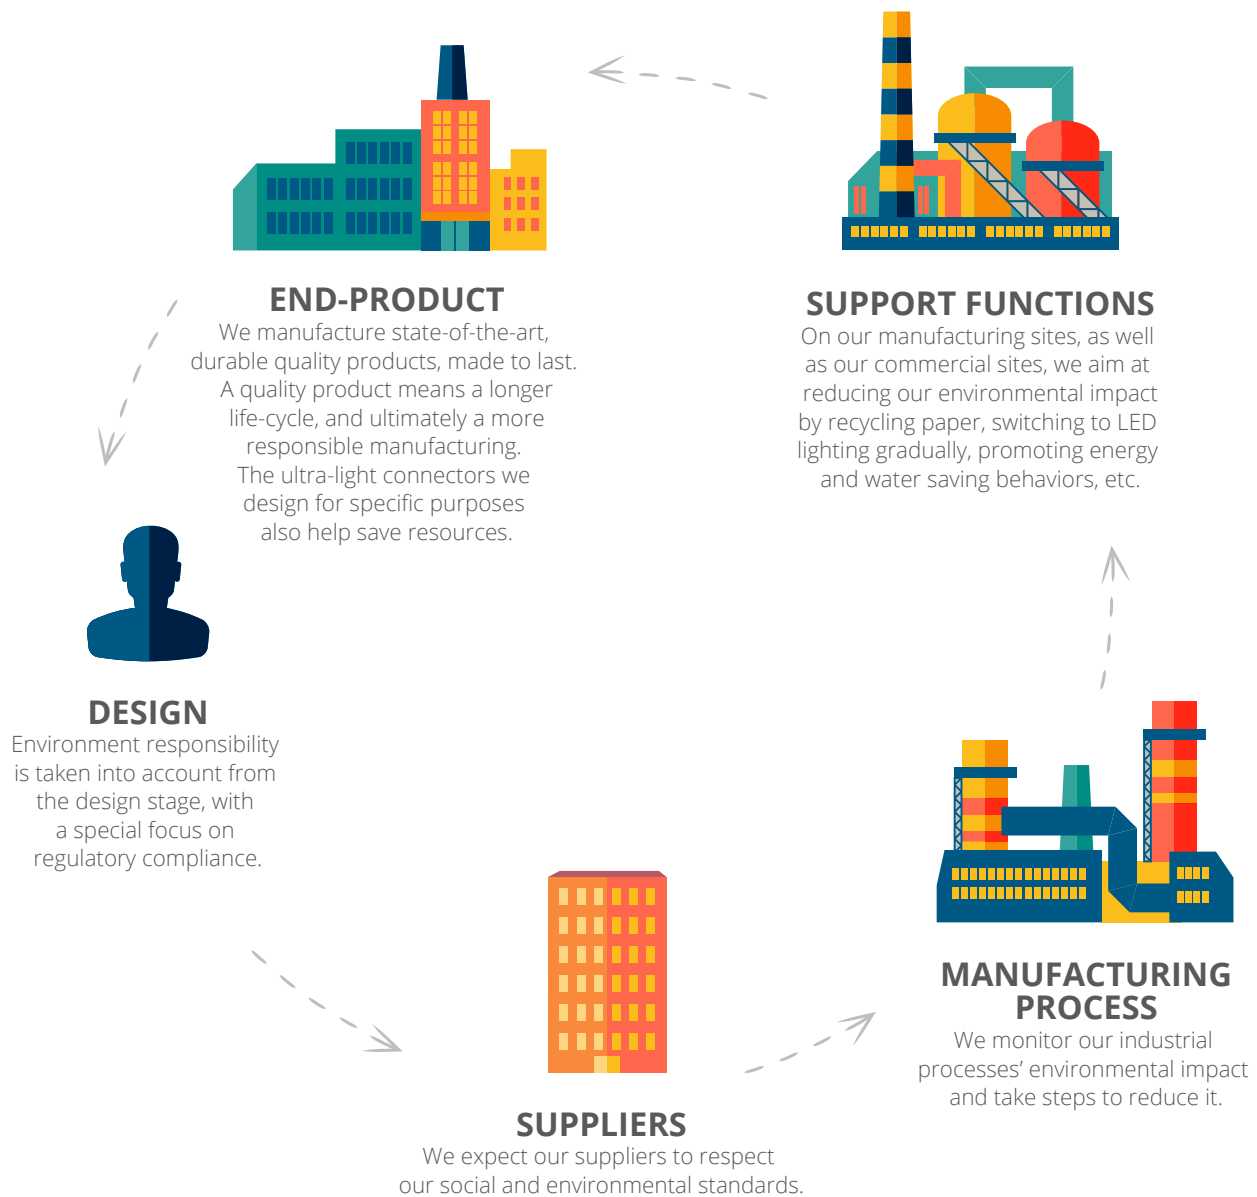 END-PRODUCT
We manufacture state-of-the-art,
durable quality products, made to last.
A quality product means a longer
life-cycle, and ultimately a more
responsible manufacturing.
The ultra-light connectors we
design for specific purposes
also help save resources.
SUPPORT FUNCTIONS
On our manufacturing sites, as well
as our commercial sites, we aim at
reducing our environmental impact
by recycling paper, switching to LED
lighting gradually, promoting energy
and water saving behaviors, etc.
DESIGN
Environment responsibility
is taken into account from
the design stage, with
a special focus on
regulatory compliance.
MANUFACTURING
PROCESS
We monitor our industrial
processes’ environmental impact
and take steps to reduce it.
SUPPLIERS
We expect our suppliers to respect
our social and environmental standards.